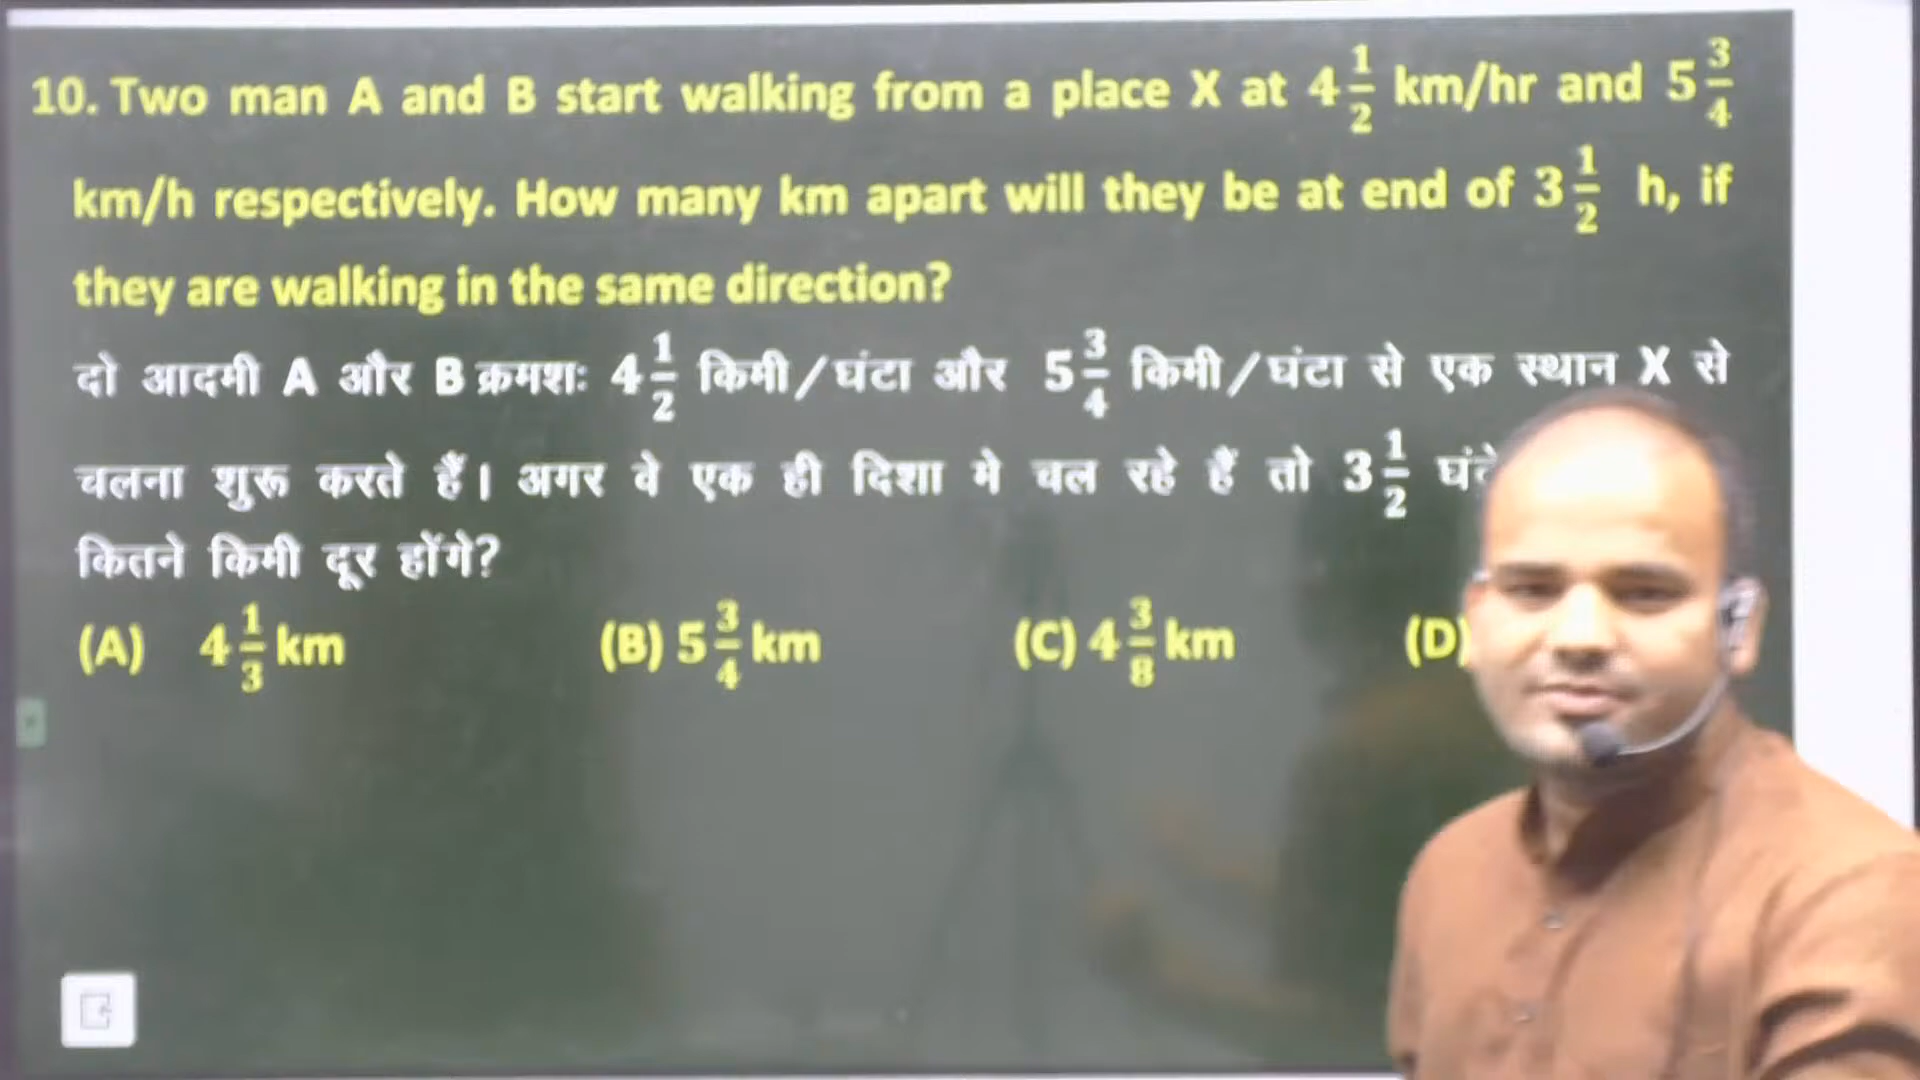 10. Two man A and B start walking from a place X at 4 1/2 km/hr and 5 3/4
km/h respectively. How many km apart will they be at end of 3 1/2 h, if
they are walking in the same direction?
दो आदमी A और B क्रमशः 4 1/2 किमी/घंटा और 5 3/4 किमी/घंटा से एक स्थान X से
चलना शुरू करते हैं। अगर वे एक ही दिशा मे चल रहे हैं तो 3 1/2
कितने किमी दूर होंगे?
(A) 4 1/3 km (B) 5 3/4 km (C) 4 3/8 km (D)